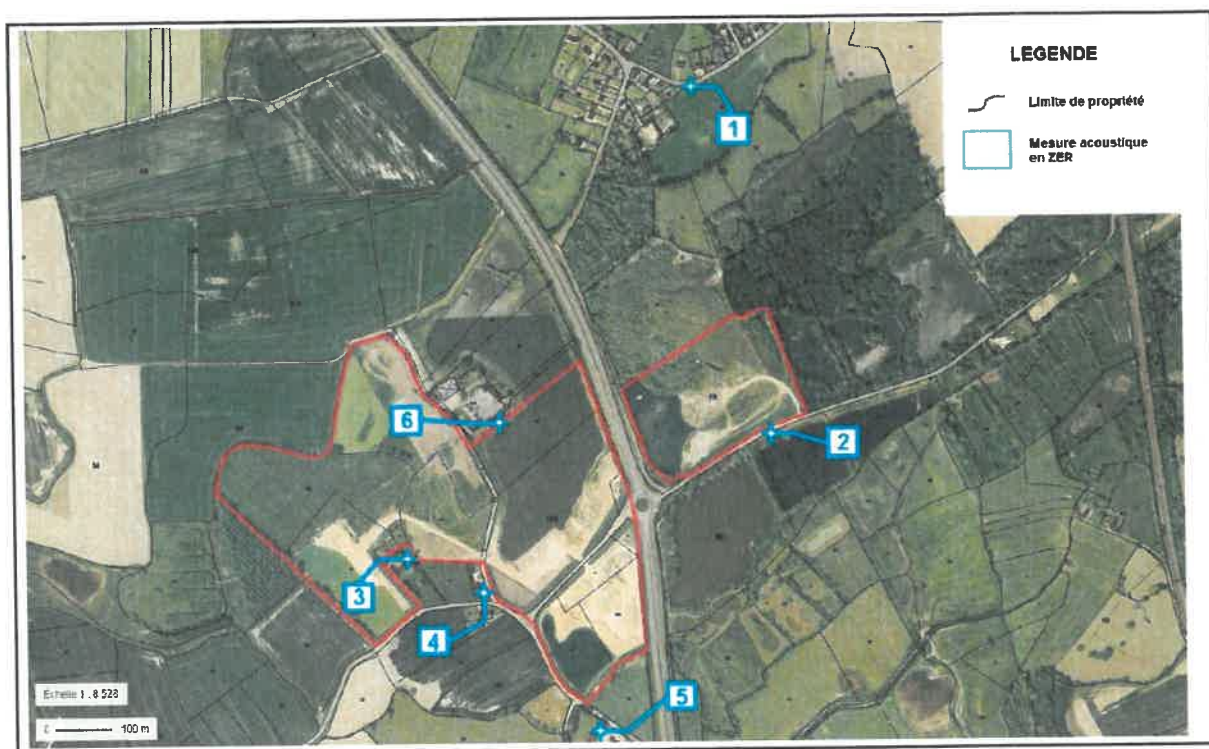 LEGENDE
Limite de propriété
Mesure acoustique
en ZER
1
6
2
3
4
5
Echelle 1 : 8 528
100 m